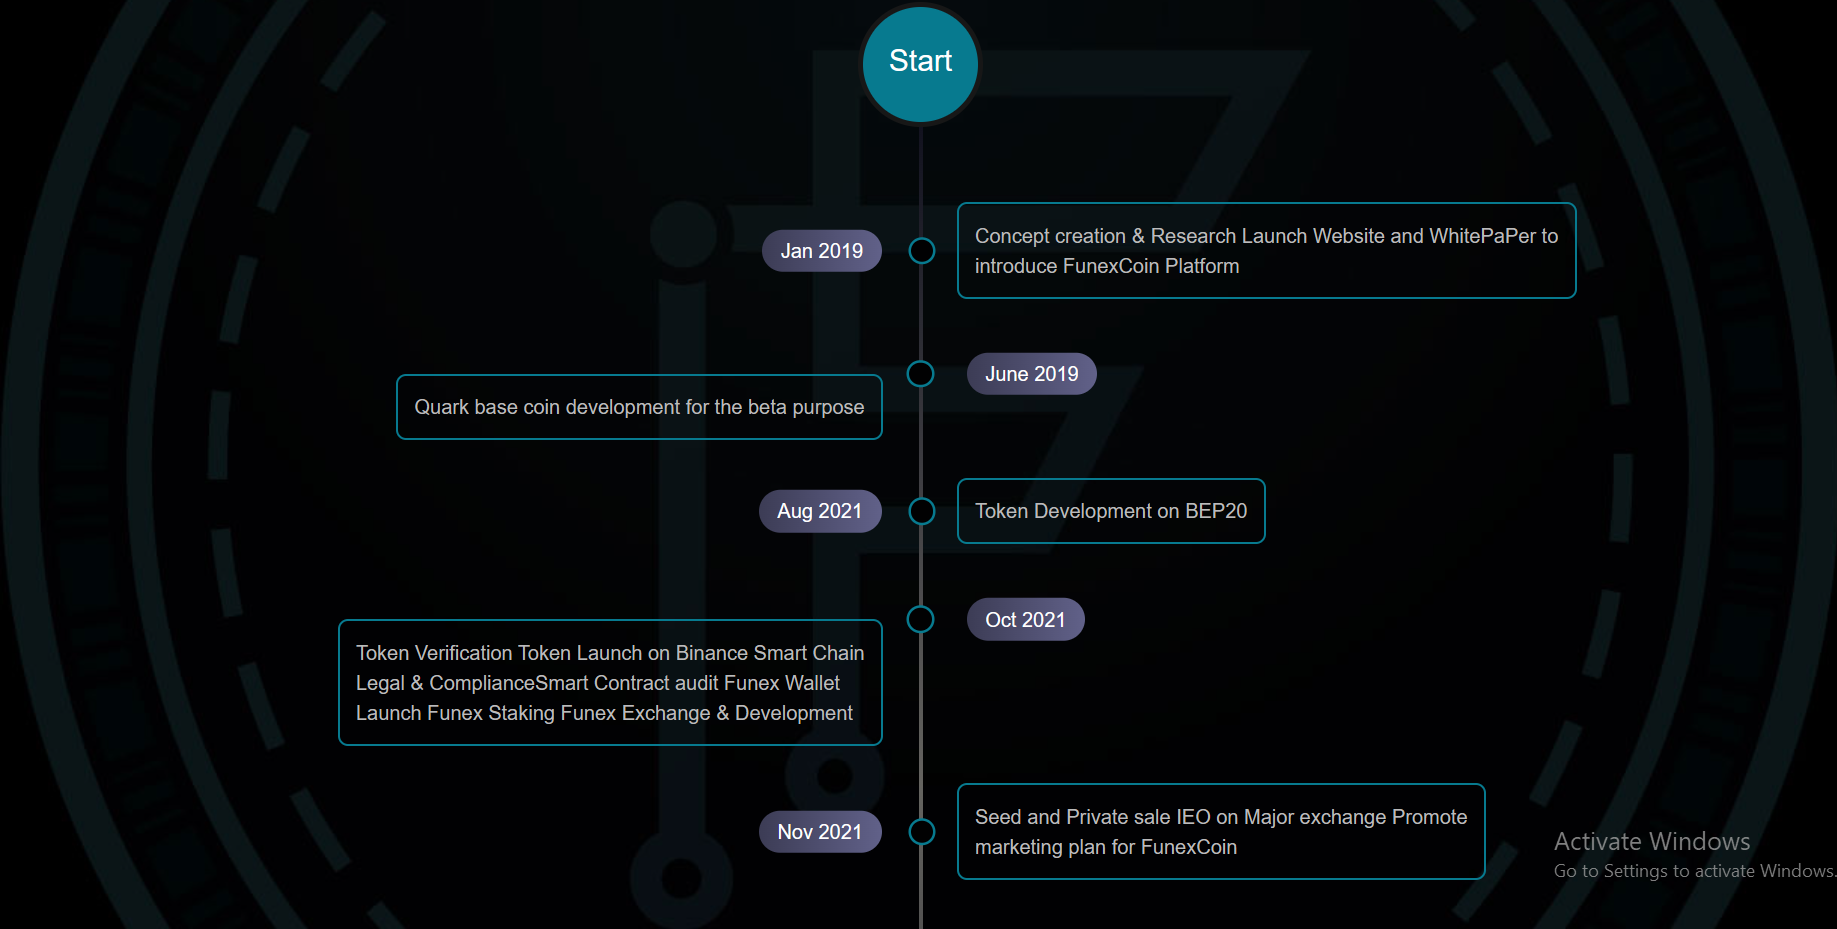 Start
Jan 2019
Concept creation & Research Launch Website and WhitePaPer to
introduce FunexCoin Platform
June 2019
Quark base coin development for the beta purpose
Aug 2021
Token Development on BEP20
Oct 2021
Token Verification Token Launch on Binance Smart Chain
Legal & ComplianceSmart Contract audit Funex Wallet
Launch Funex Staking Funex Exchange & Development
Nov 2021
Seed and Private sale IEO on Major exchange Promote
marketing plan for FunexCoin
Activate Windows
Go to Settings to activate Windows.